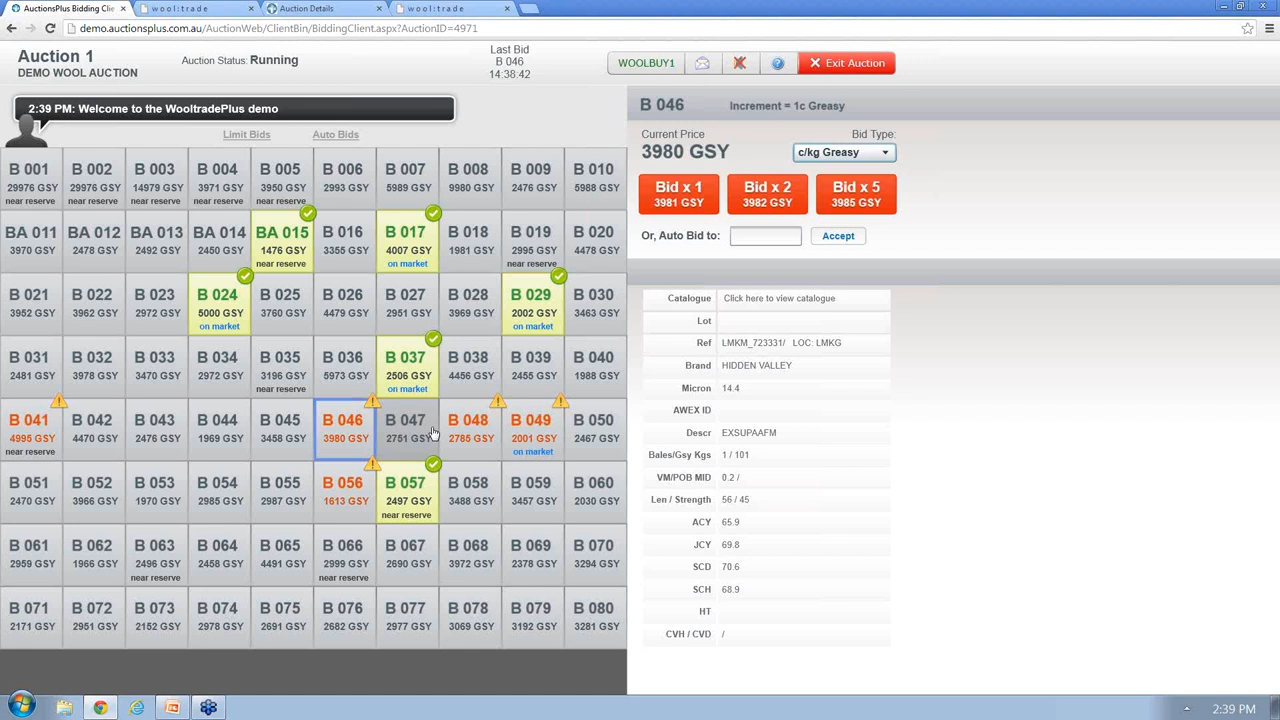 AuctionsPlus Bidding Clie
wool:trade
Auction Details
wool:trade
demo.auctionsplus.com.au/AuctionWeb/ClientBin/BiddingClient.aspx?AuctionID=4971
Auction 1
DEMO WOOL AUCTION
Auction Status: Running
Last Bid
B 046
14:38:42
WOOLBUY1
Exit Auction
2:39 PM: Welcome to the WooltradePlus demo
Limit Bids Auto Bids
B 001 B 002 B 003 B 004 B 005 B 006 B 007 B 008 B 009 B 010
29976 GSY 29976 GSY 14979 GSY 3971 GSY 3950 GSY 2993 GSY 5989 GSY 9980 GSY 2476 GSY 5988 GSY
near reserve near reserve near reserve near reserve near reserve
BA 011 BA 012 BA 013 BA 014 BA 015 B 016 B 017 B 018 B 019 B 020
3970 GSY 2478 GSY 252 GSY 2450 GSY 1476 GSY 3355 GSY 4007 GSY 1981 GSY 2995 GSY 4478 GSY
near reserve on market near reserve
B 021 B 022 B 023 B 024 B 025 B 026 B 027 B 028 B 029 B 030
3952 GSY 3962 GSY 2972 GSY 5000 GSY 3760 GSY 4479 GSY 2951 GSY 3969 GSY 2002 GSY 3463 GSY
on market on market
B 031 B 032 B 033 B 034 B 035 B 036 B 037 B 038 B 039 B 040
2181 GSY 3978 GSY 3470 GSY 2972 GSY 3196 GSY 5973 GSY 2506 GSY 4456 GSY 2455 GSY 1988 GSY
near reserve on market
B 041 B 042 B 043 B 044 B 045 B 046 B 047 B 048 B 049 B 050
4995 GSY 4470 GSY 2476 GSY 1969 GSY 3458 GSY 3980 GSY 2751 GSY 2785 GSY 2001 GSY 2467 GSY
near reserve on market
B 051 B 052 B 053 B 054 B 055 B 056 B 057 B 058 B 059 B 060
2470 GSY 3966 GSY 1970 GSY 2985 GSY 2987 GSY 1613 GSY 2497 GSY 3488 GSY 3457 GSY 2030 GSY
near reserve
B 061 B 062 B 063 B 064 B 065 B 066 B 067 B 068 B 069 B 070
2959 GSY 1966 GSY 2496 GSY 2458 GSY 4491 GSY 2999 GSY 2690 GSY 3972 GSY 2378 GSY 3294 GSY
near reserve near reserve
B 071 B 072 B 073 B 074 B 075 B 076 B 077 B 078 B 079 B 080
2171 GSY 2951 GSY 2152 GSY 2978 GSY 2691 GSY 2682 GSY 2977 GSY 3069 GSY 3192 GSY 3281 GSY
B 046 Increment = 1c Greasy
Current Price Bid Type:
3980 GSY c/kg Greasy
Bid x 1 Bid x 2 Bid x 5
3981 GSY 3982 GSY 3985 GSY
Or, Auto Bid to: Accept
Catalogue Click here to view catalogue
Lot
Ref LMKM_723331/ LOC: LMKG
Brand HIDDEN VALLEY
Micron 14.4
AWEX ID
Descr EXSUPAAFM
Bales/Gsy Kgs 1 / 101
VM/POB MID 0.2 /
Len / Strength 56 / 45
ACY 65.9
JCY 69.8
SCD 70.6
SCH 68.9
HT
CVH / CVD /
2:39 PM